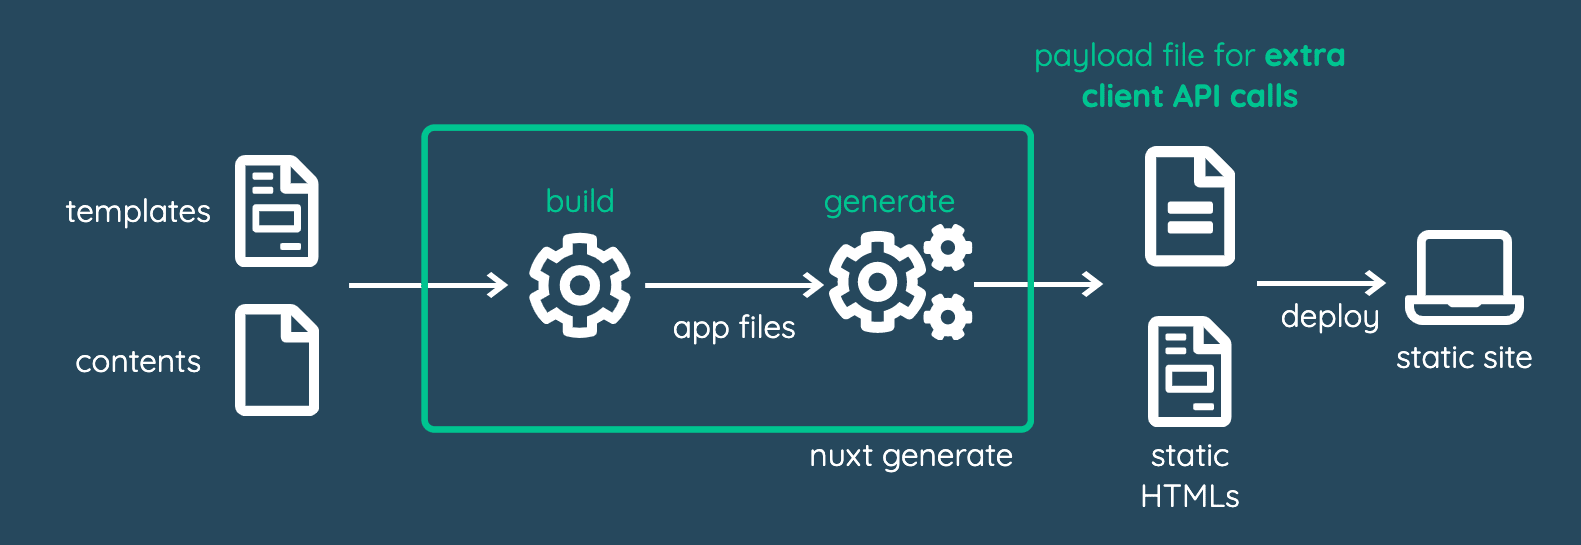 templates
contents
build
app files
generate
nuxt generate
payload file for extra
client API calls
static
HTMLs
deploy
static site